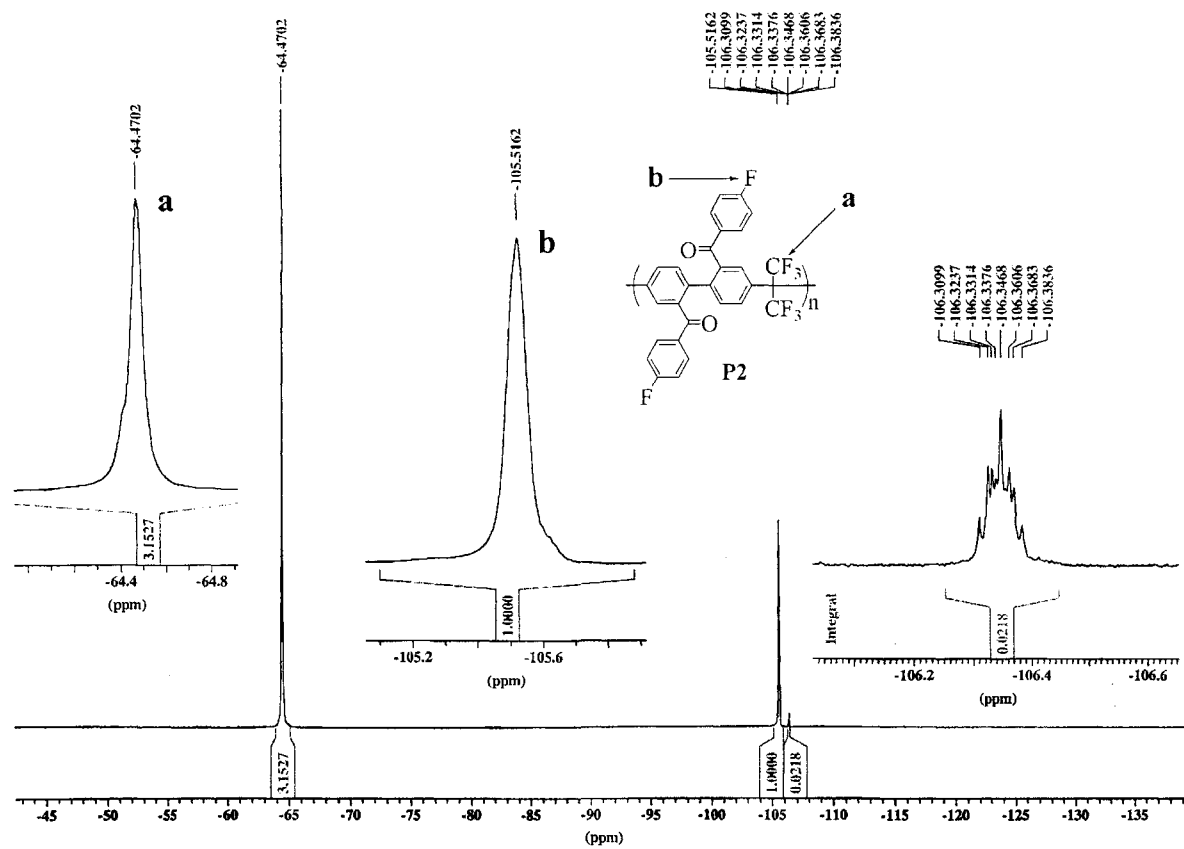 -64.4702
-105.5162
-106.3099
-106.3237
-106.3314
-106.3376
-106.3468
-106.3606
-106.3683
-106.3836
-64.4702
a
-105.5162
b
b
F
a
O
CF3
CF3
n
O
F
P2
-106.3099
-106.3237
-106.3314
-106.3376
-106.3468
-106.3606
-106.3683
-106.3836
3.1527
-64.4 -64.8
(ppm)
1.0000
-105.2 -105.6
(ppm)
Integral
0.0218
-106.2 -106.4 -106.6
(ppm)
3.1527
1.0000
0.0218
-45 -50 -55 -60 -65 -70 -75 -80 -85 -90 -95 -100 -105 -110 -115 -120 -125 -130 -135
(ppm)